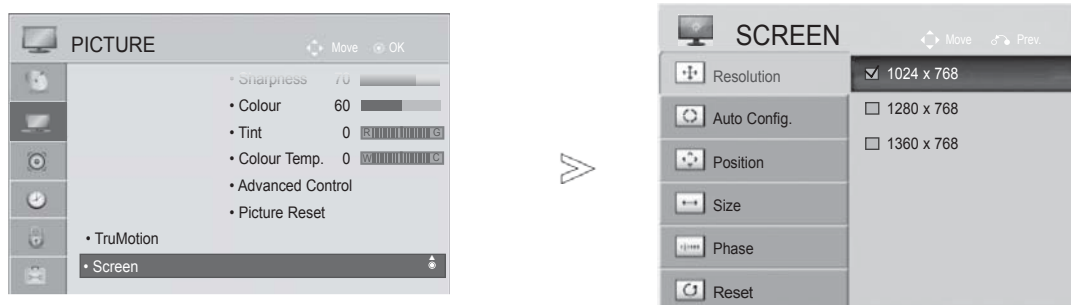 PICTURE
Move OK
• Sharpness 70
• Colour 60
• Tint 0 R G
• Colour Temp. 0 W C
• Advanced Control
• Picture Reset
• TruMotion
• Screen
SCREEN
Move Prev.
Resolution
1024 x 768
Auto Config.
1280 x 768
1360 x 768
Position
Size
Phase
Reset